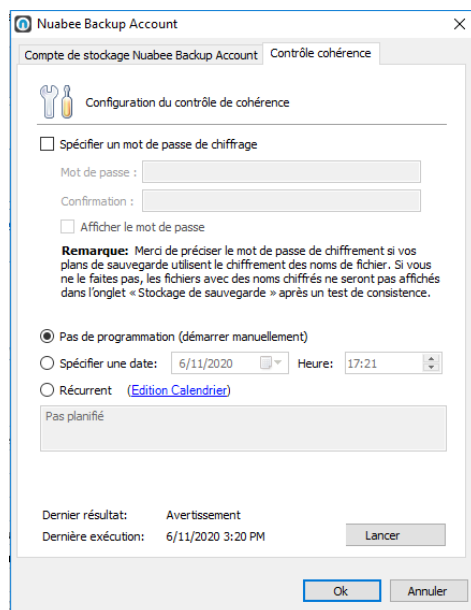 Nuabee Backup Account
Compte de stockage Nuabee Backup Account Contrôle cohérence
Configuration du contrôle de cohérence
Spécifier un mot de passe de chiffrage
Mot de passe :
Confirmation :
Afficher le mot de passe
Remarque: Merci de préciser le mot de passe de chiffrement si vos
plans de sauvegarde utilisent le chiffrement des noms de fichier. Si vous
ne le faites pas, les fichiers avec des noms chiffrés ne seront pas affichés
dans l'onglet « Stockage de sauvegarde » après un test de consistence.
Pas de programmation (démarrer manuellement)
Spécifier une date: 6/11/2020 Heure: 17:21
Récurrent (Edition Calendrier)
Pas planifié
Dernier résultat: Avertissement
Dernière exécution: 6/11/2020 3:20 PM Lancer
Ok Annuler